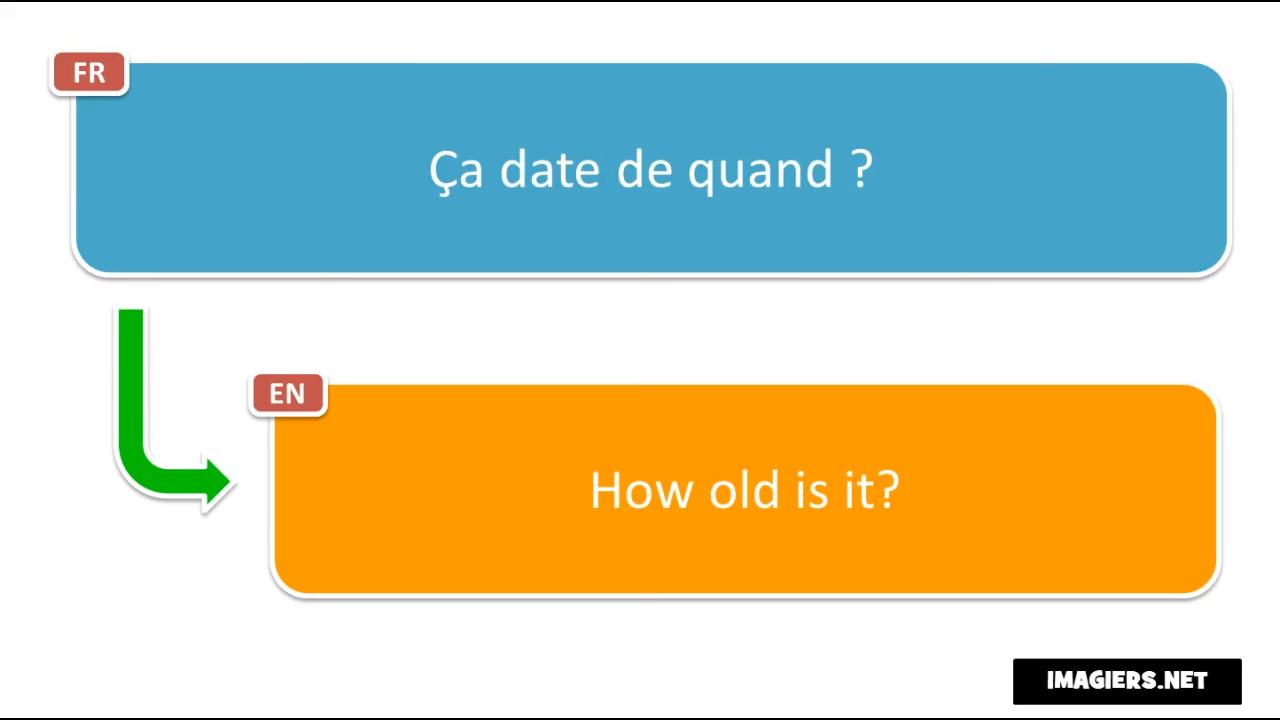 FR
Ça date de quand ?
EN
How old is it?
IMAGIERS.NET